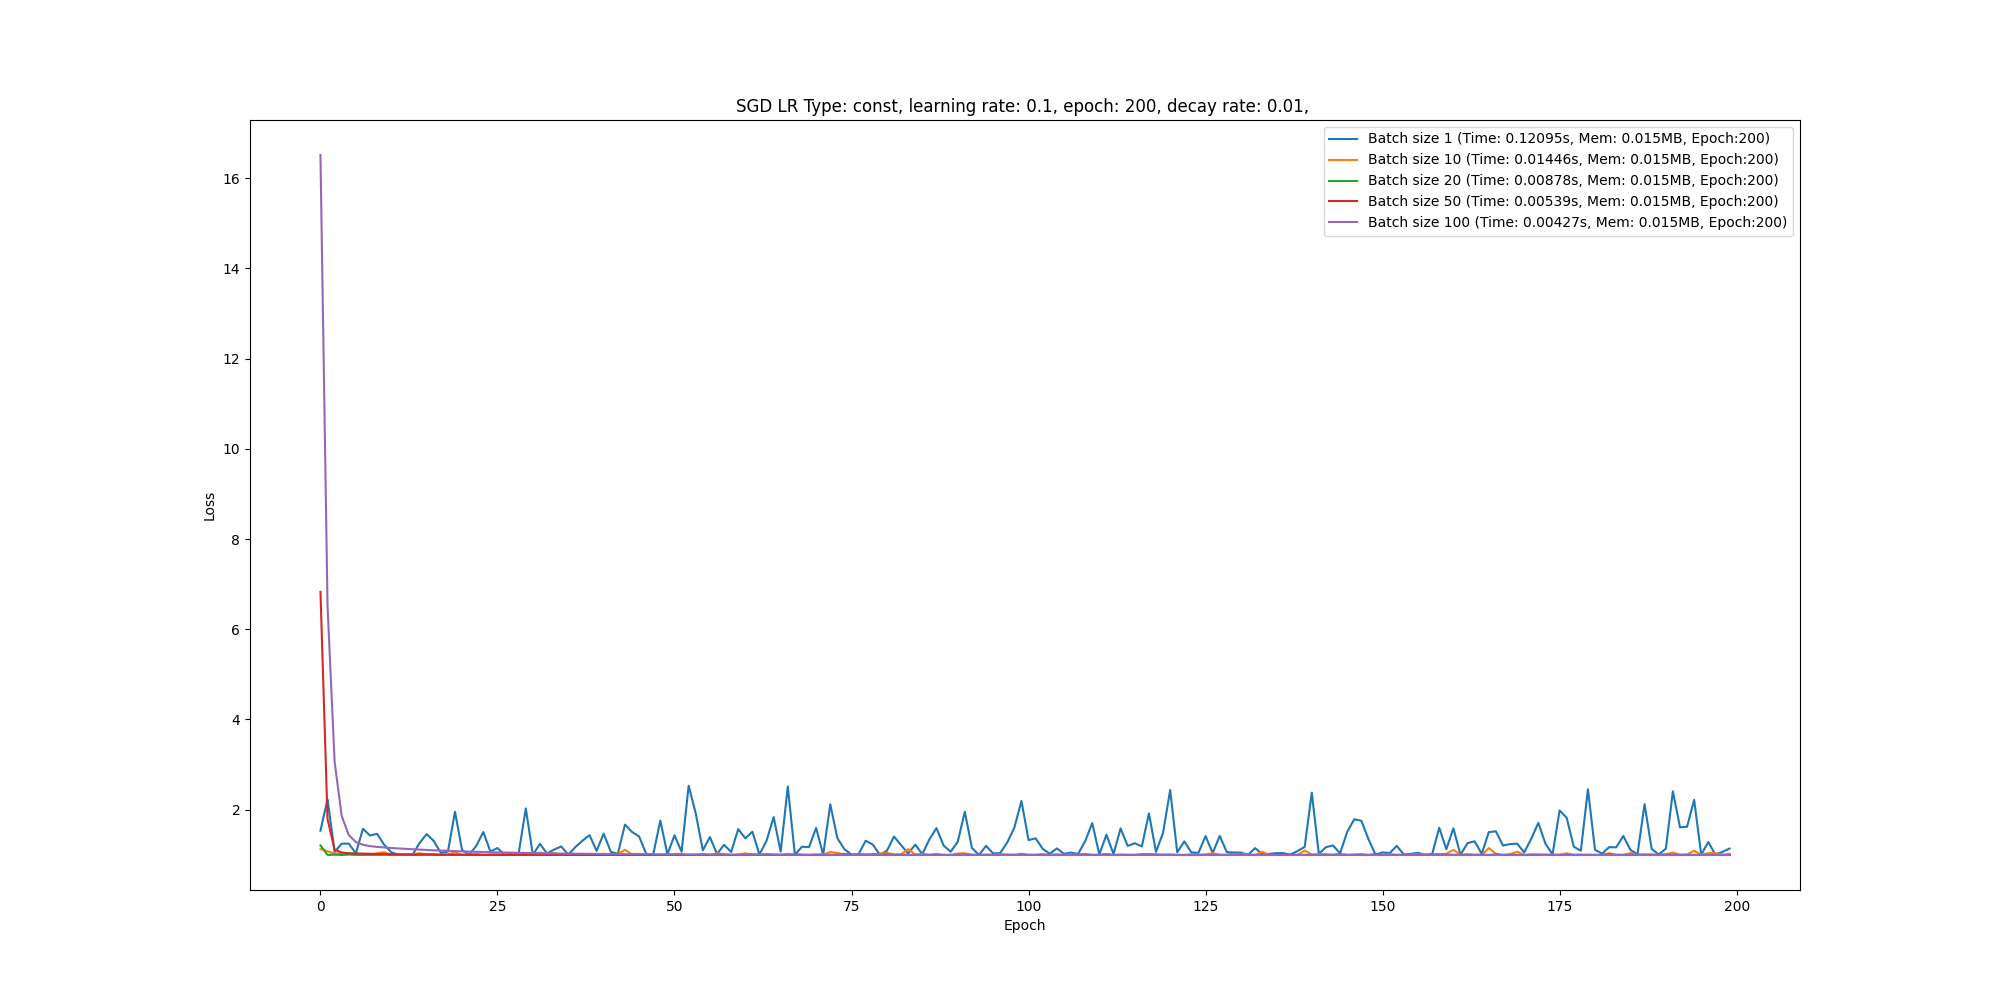 SGD LR Type: const, learning rate: 0.1, epoch: 200, decay rate: 0.01,
Batch size 1 (Time: 0.12095s, Mem: 0.015MB, Epoch:200)
Batch size 10 (Time: 0.01446s, Mem: 0.015MB, Epoch:200)
Batch size 20 (Time: 0.00878s, Mem: 0.015MB, Epoch:200)
Batch size 50 (Time: 0.00539s, Mem: 0.015MB, Epoch:200)
Batch size 100 (Time: 0.00427s, Mem: 0.015MB, Epoch:200)
16
14
12
10
8
6
4
2
Loss
0 25 50 75 100 125 150 175 200
Epoch